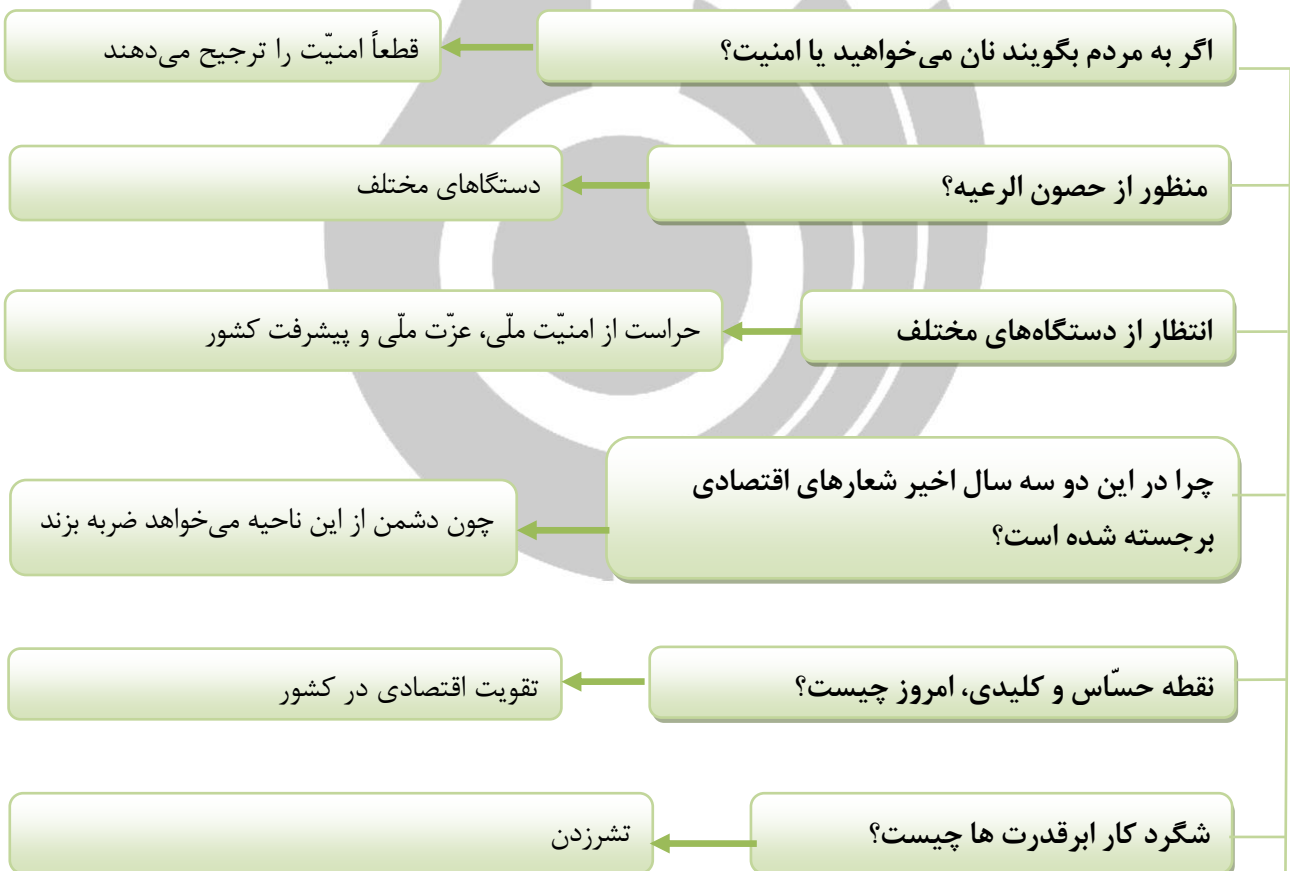 اگر به مردم بگویند نان می‌خواهید یا امنیت؟
قطعاً امنیّت را ترجیح می‌دهند
منظور از حصون الرعیه؟
دستگاهای مختلف
انتظار از دستگاه‌های مختلف
حراست از امنیّت ملّی، عزّت ملّی و پیشرفت کشور
چرا در این دو سه سال اخیر شعارهای اقتصادی
برجسته شده است؟
چون دشمن از این ناحیه می‌خواهد ضربه بزند
نقطه حسّاس و کلیدی، امروز چیست؟
تقویت اقتصادی در کشور
شگرد کار ابرقدرت ها چیست؟
تشرزدن